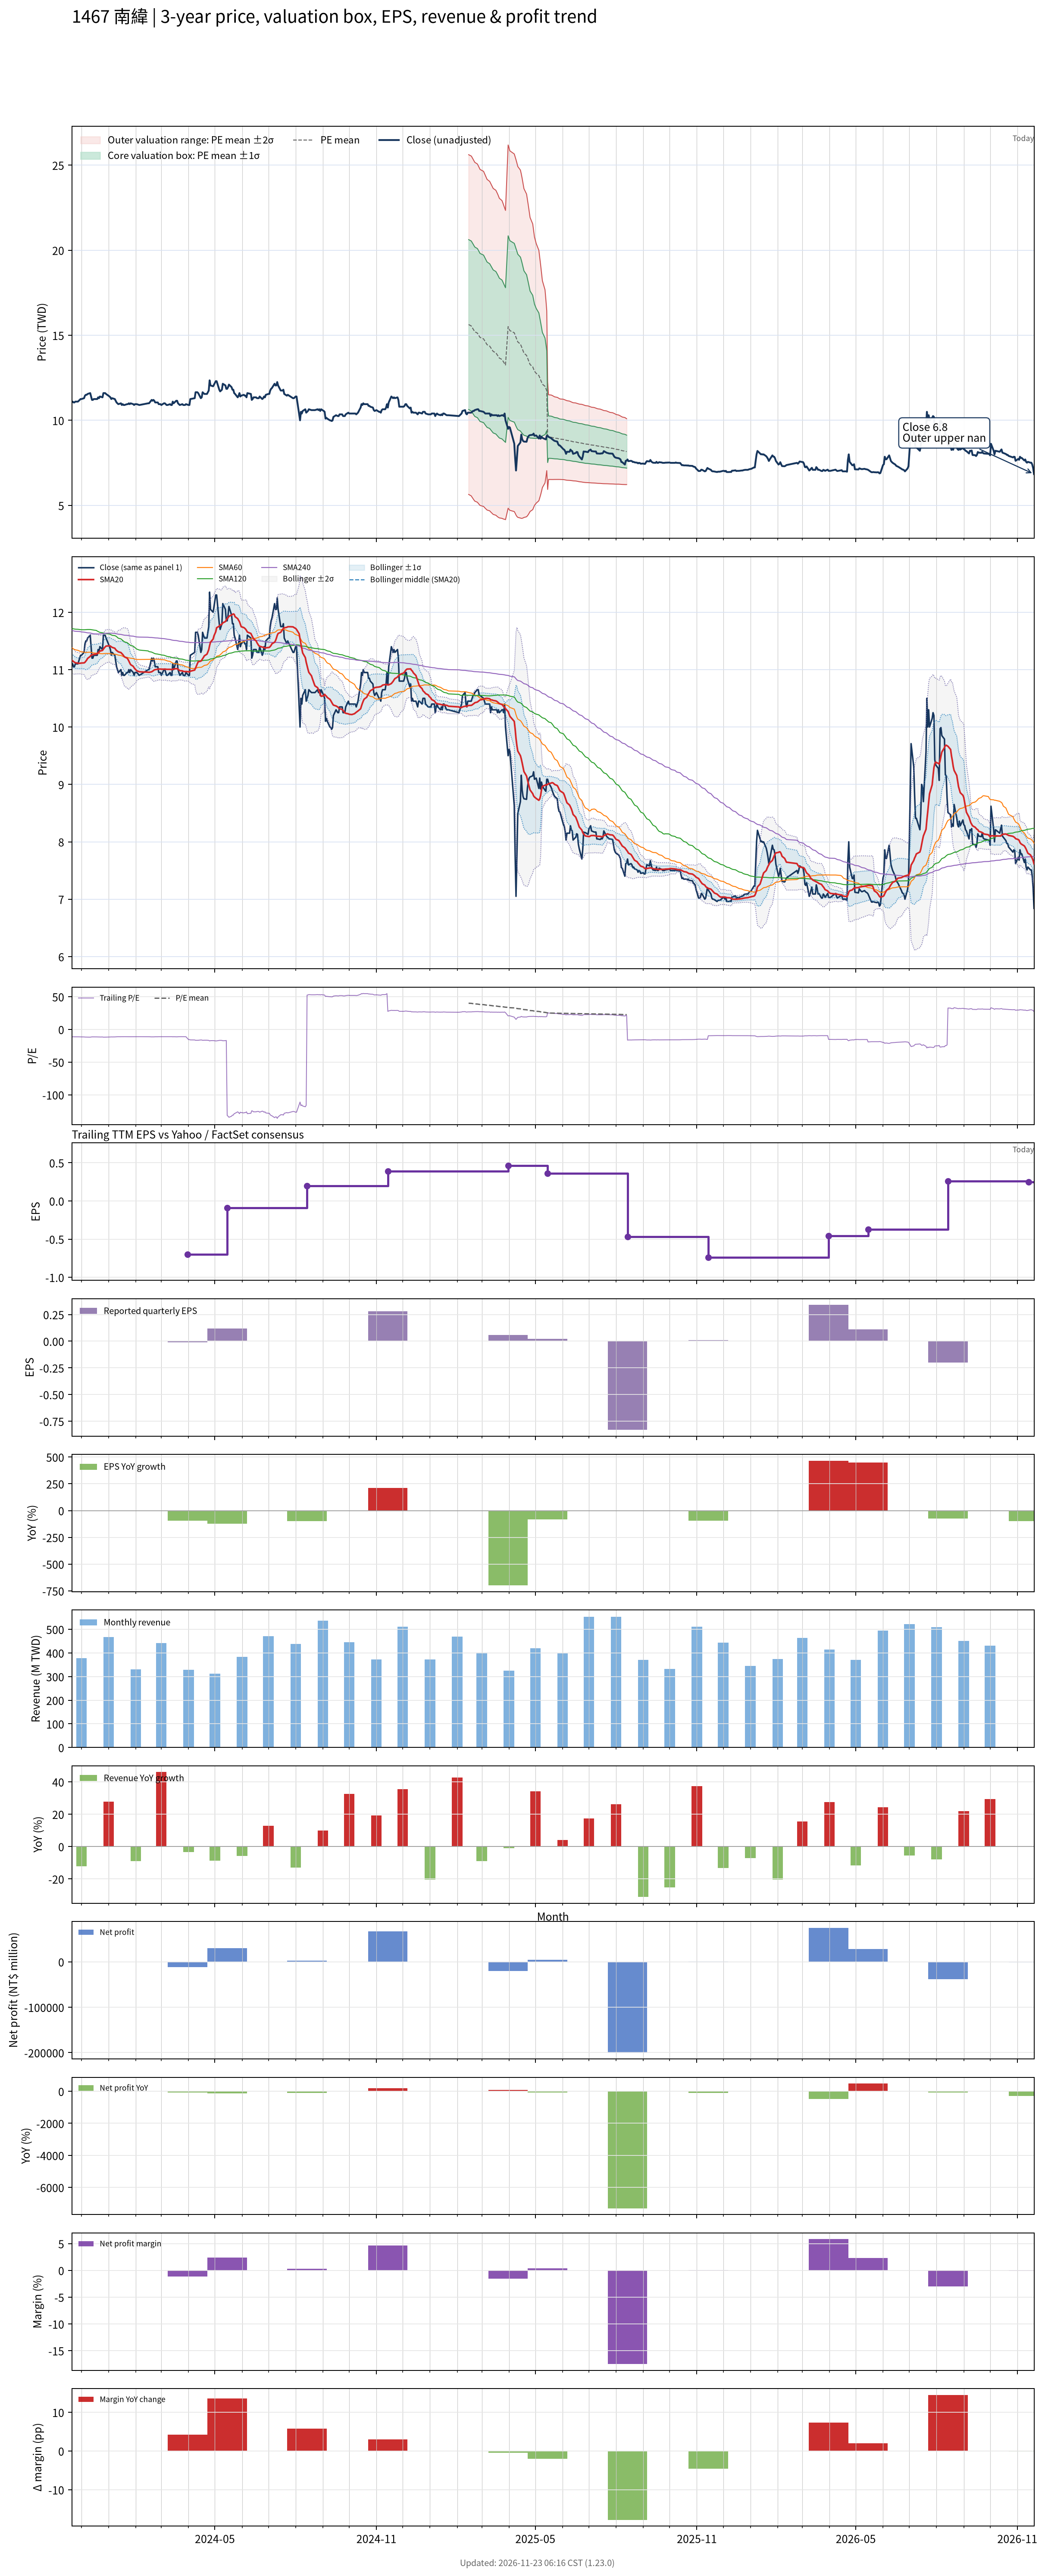 1467 南緯 | 3-year price, valuation box, EPS, revenue & profit trend
Outer valuation range: PE mean ±2σ
Core valuation box: PE mean ±1σ
PE mean
Close (unadjusted)
Today
Price (TWD)
25
20
15
10
5
Close 6.8
Outer upper nan
Close (same as panel 1)
SMA20
SMA60
SMA120
SMA240
Bollinger ±2σ
Bollinger ±1σ
Bollinger middle (SMA20)
Price
12
11
10
9
8
7
6
Trailing P/E
P/E mean
P/E
50
0
-50
-100
Trailing TTM EPS vs Yahoo / FactSet consensus
Today
EPS
0.5
0.0
-0.5
-1.0
Reported quarterly EPS
EPS
0.25
0.00
-0.25
-0.50
-0.75
EPS YoY growth
YoY (%)
500
250
0
-250
-500
-750
Monthly revenue
Revenue (M TWD)
500
400
300
200
100
0
Revenue YoY growth
YoY (%)
40
20
0
-20
Month
Net profit
Net profit (NT$ million)
0
-100000
-200000
Net profit YoY
YoY (%)
0
-2000
-4000
-6000
Net profit margin
Margin (%)
5
0
-5
-10
-15
Margin YoY change
Δ margin (pp)
10
0
-10
2024-05
2024-11
2025-05
2025-11
2026-05
2026-11
Updated: 2026-11-23 06:16 CST (1.23.0)